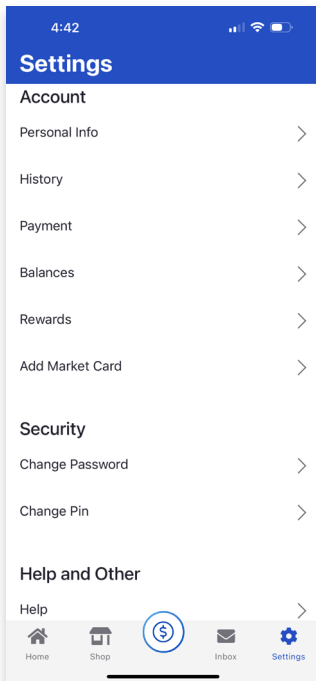 4:42
Settings
Account
Personal Info
History
Payment
Balances
Rewards
Add Market Card
Security
Change Password
Change Pin
Help and Other
Help
$
Home
Shop
Inbox
Settings